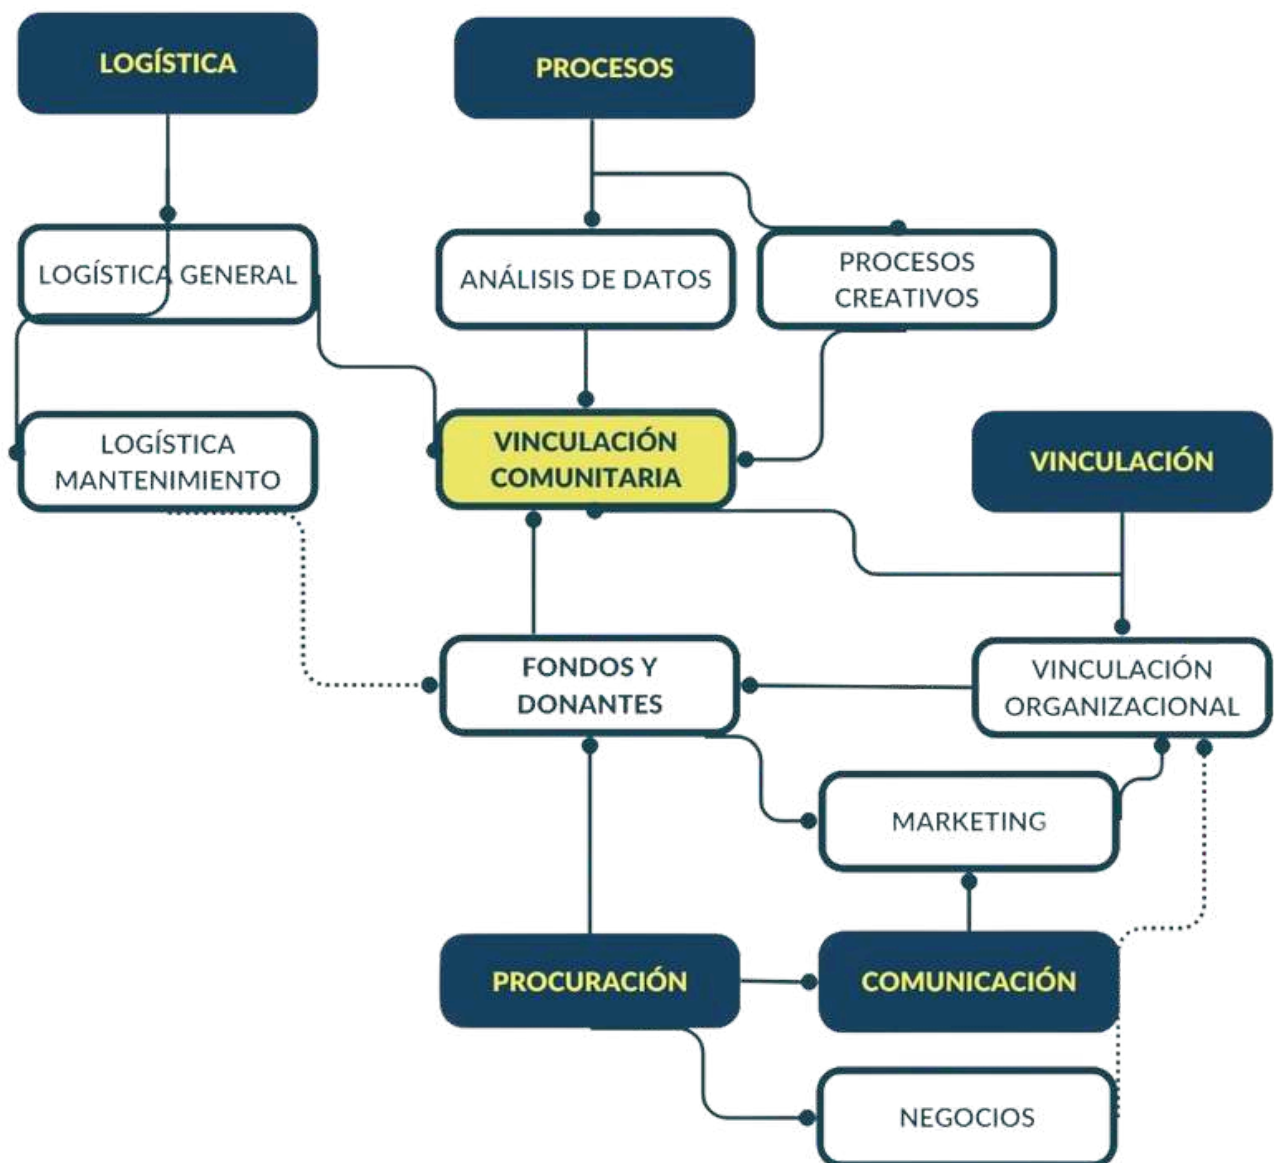 LOGÍSTICA
PROCESOS
LOGÍSTICA GENERAL
ANÁLISIS DE DATOS
PROCESOS
CREATIVOS
LOGÍSTICA
MANTENIMIENTO
VINCULACIÓN
COMUNITARIA
VINCULACIÓN
FONDOS Y
DONANTES
VINCULACIÓN
ORGANIZACIONAL
MARKETING
PROCURACIÓN
COMUNICACIÓN
NEGOCIOS